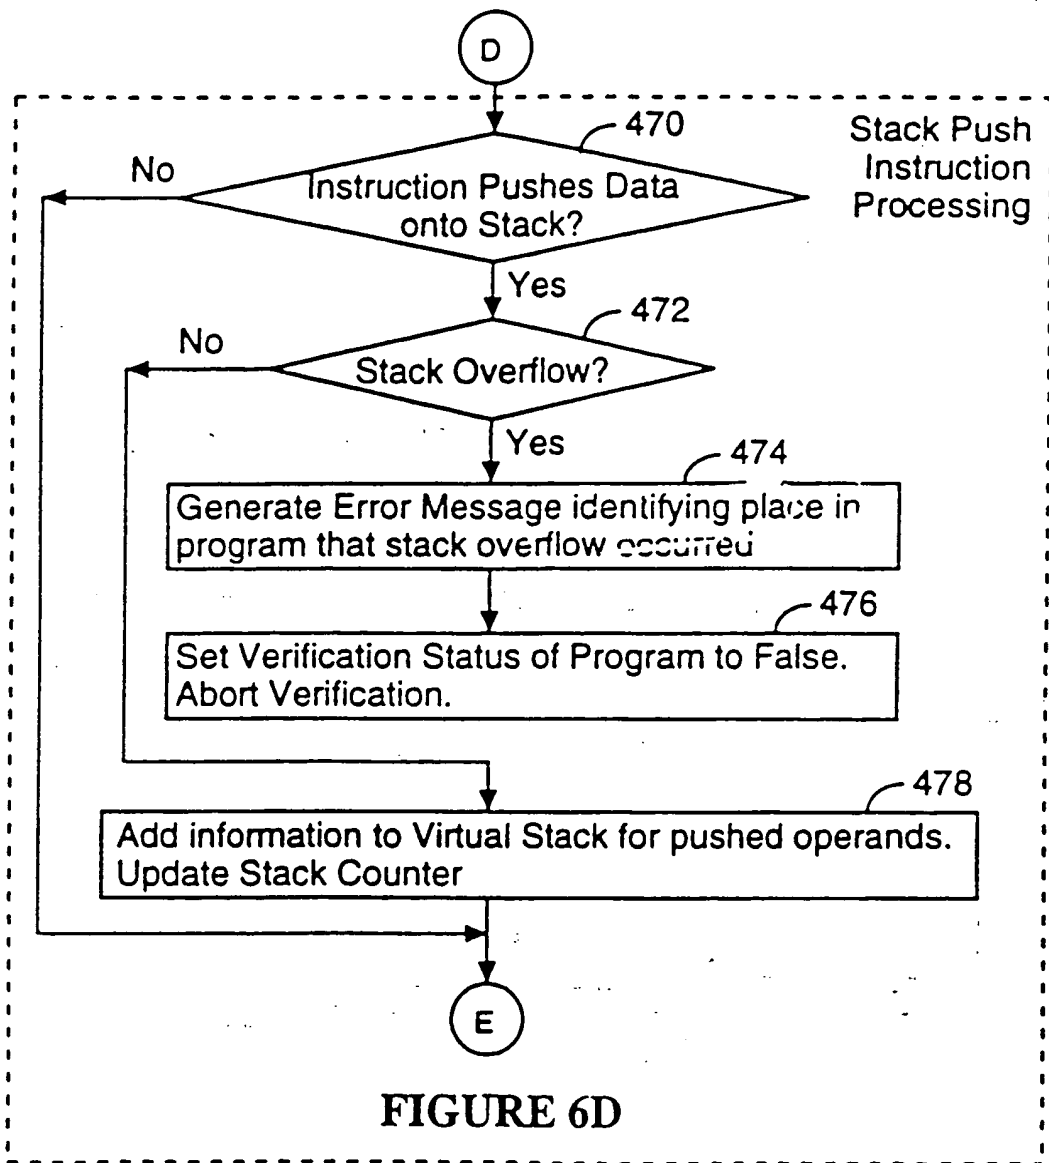 D
470
Stack Push
Instruction
Processing
No
Instruction Pushes Data
onto Stack?
Yes
472
No
Stack Overflow?
Yes
474
Generate Error Message identifying place in
program that stack overflow occurred
476
Set Verification Status of Program to False.
Abort Verification.
478
Add information to Virtual Stack for pushed operands.
Update Stack Counter
E
FIGURE 6D